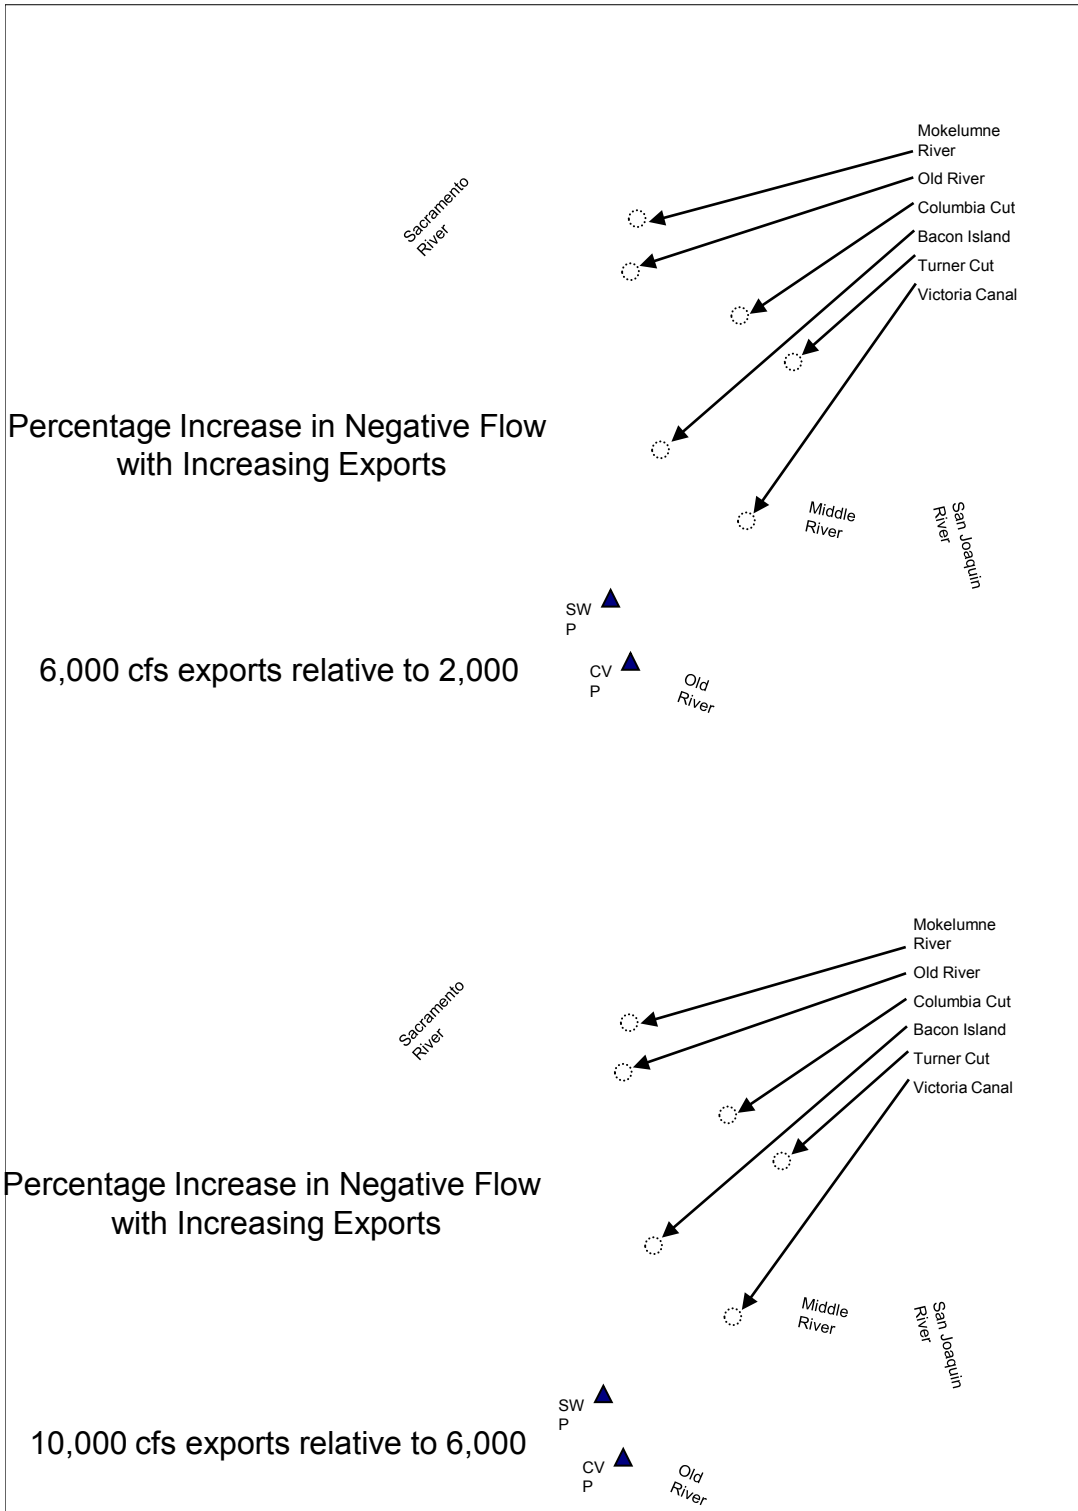 Mokelumne
River
Old River
Columbia Cut
Bacon Island
Turner Cut
Victoria Canal
Sacramento
River
Percentage Increase in Negative Flow
with Increasing Exports
Middle
River
San Joaquin
River
SW
P
6,000 cfs exports relative to 2,000
CV
P
Old
River
Mokelumne
River
Old River
Columbia Cut
Bacon Island
Turner Cut
Victoria Canal
Sacramento
River
Percentage Increase in Negative Flow
with Increasing Exports
Middle
River
San Joaquin
River
SW
P
10,000 cfs exports relative to 6,000
CV
P
Old
River